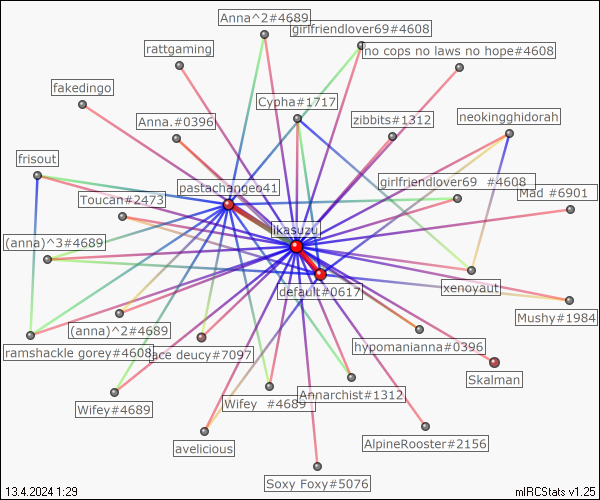 Anna^2#4689
girlfriendlover69#4608
rattgaming
no cops no laws no hope#4608
fakedingo
Cypha#1717
Anna.#0396
zibbits#1312
neokingghidorah
frisout
pastachangeo41
girlfriendlover69  #4608
Toucan#2473
Mad #6901
likasuzu
(anna)^3#4689
default#0617
xenovaut
(anna)^2#4689
Mushy#1984
ramshackle gorey#4608
ace deucy#7097
hypomanianna#0396
Skalman
Annarchist#1312
Wifey#4689
Wifey  #4689
avelicious
AlpineRooster#2156
Soxy Foxy#5076
13.4.2024 1:29
mIRCStats v1.25